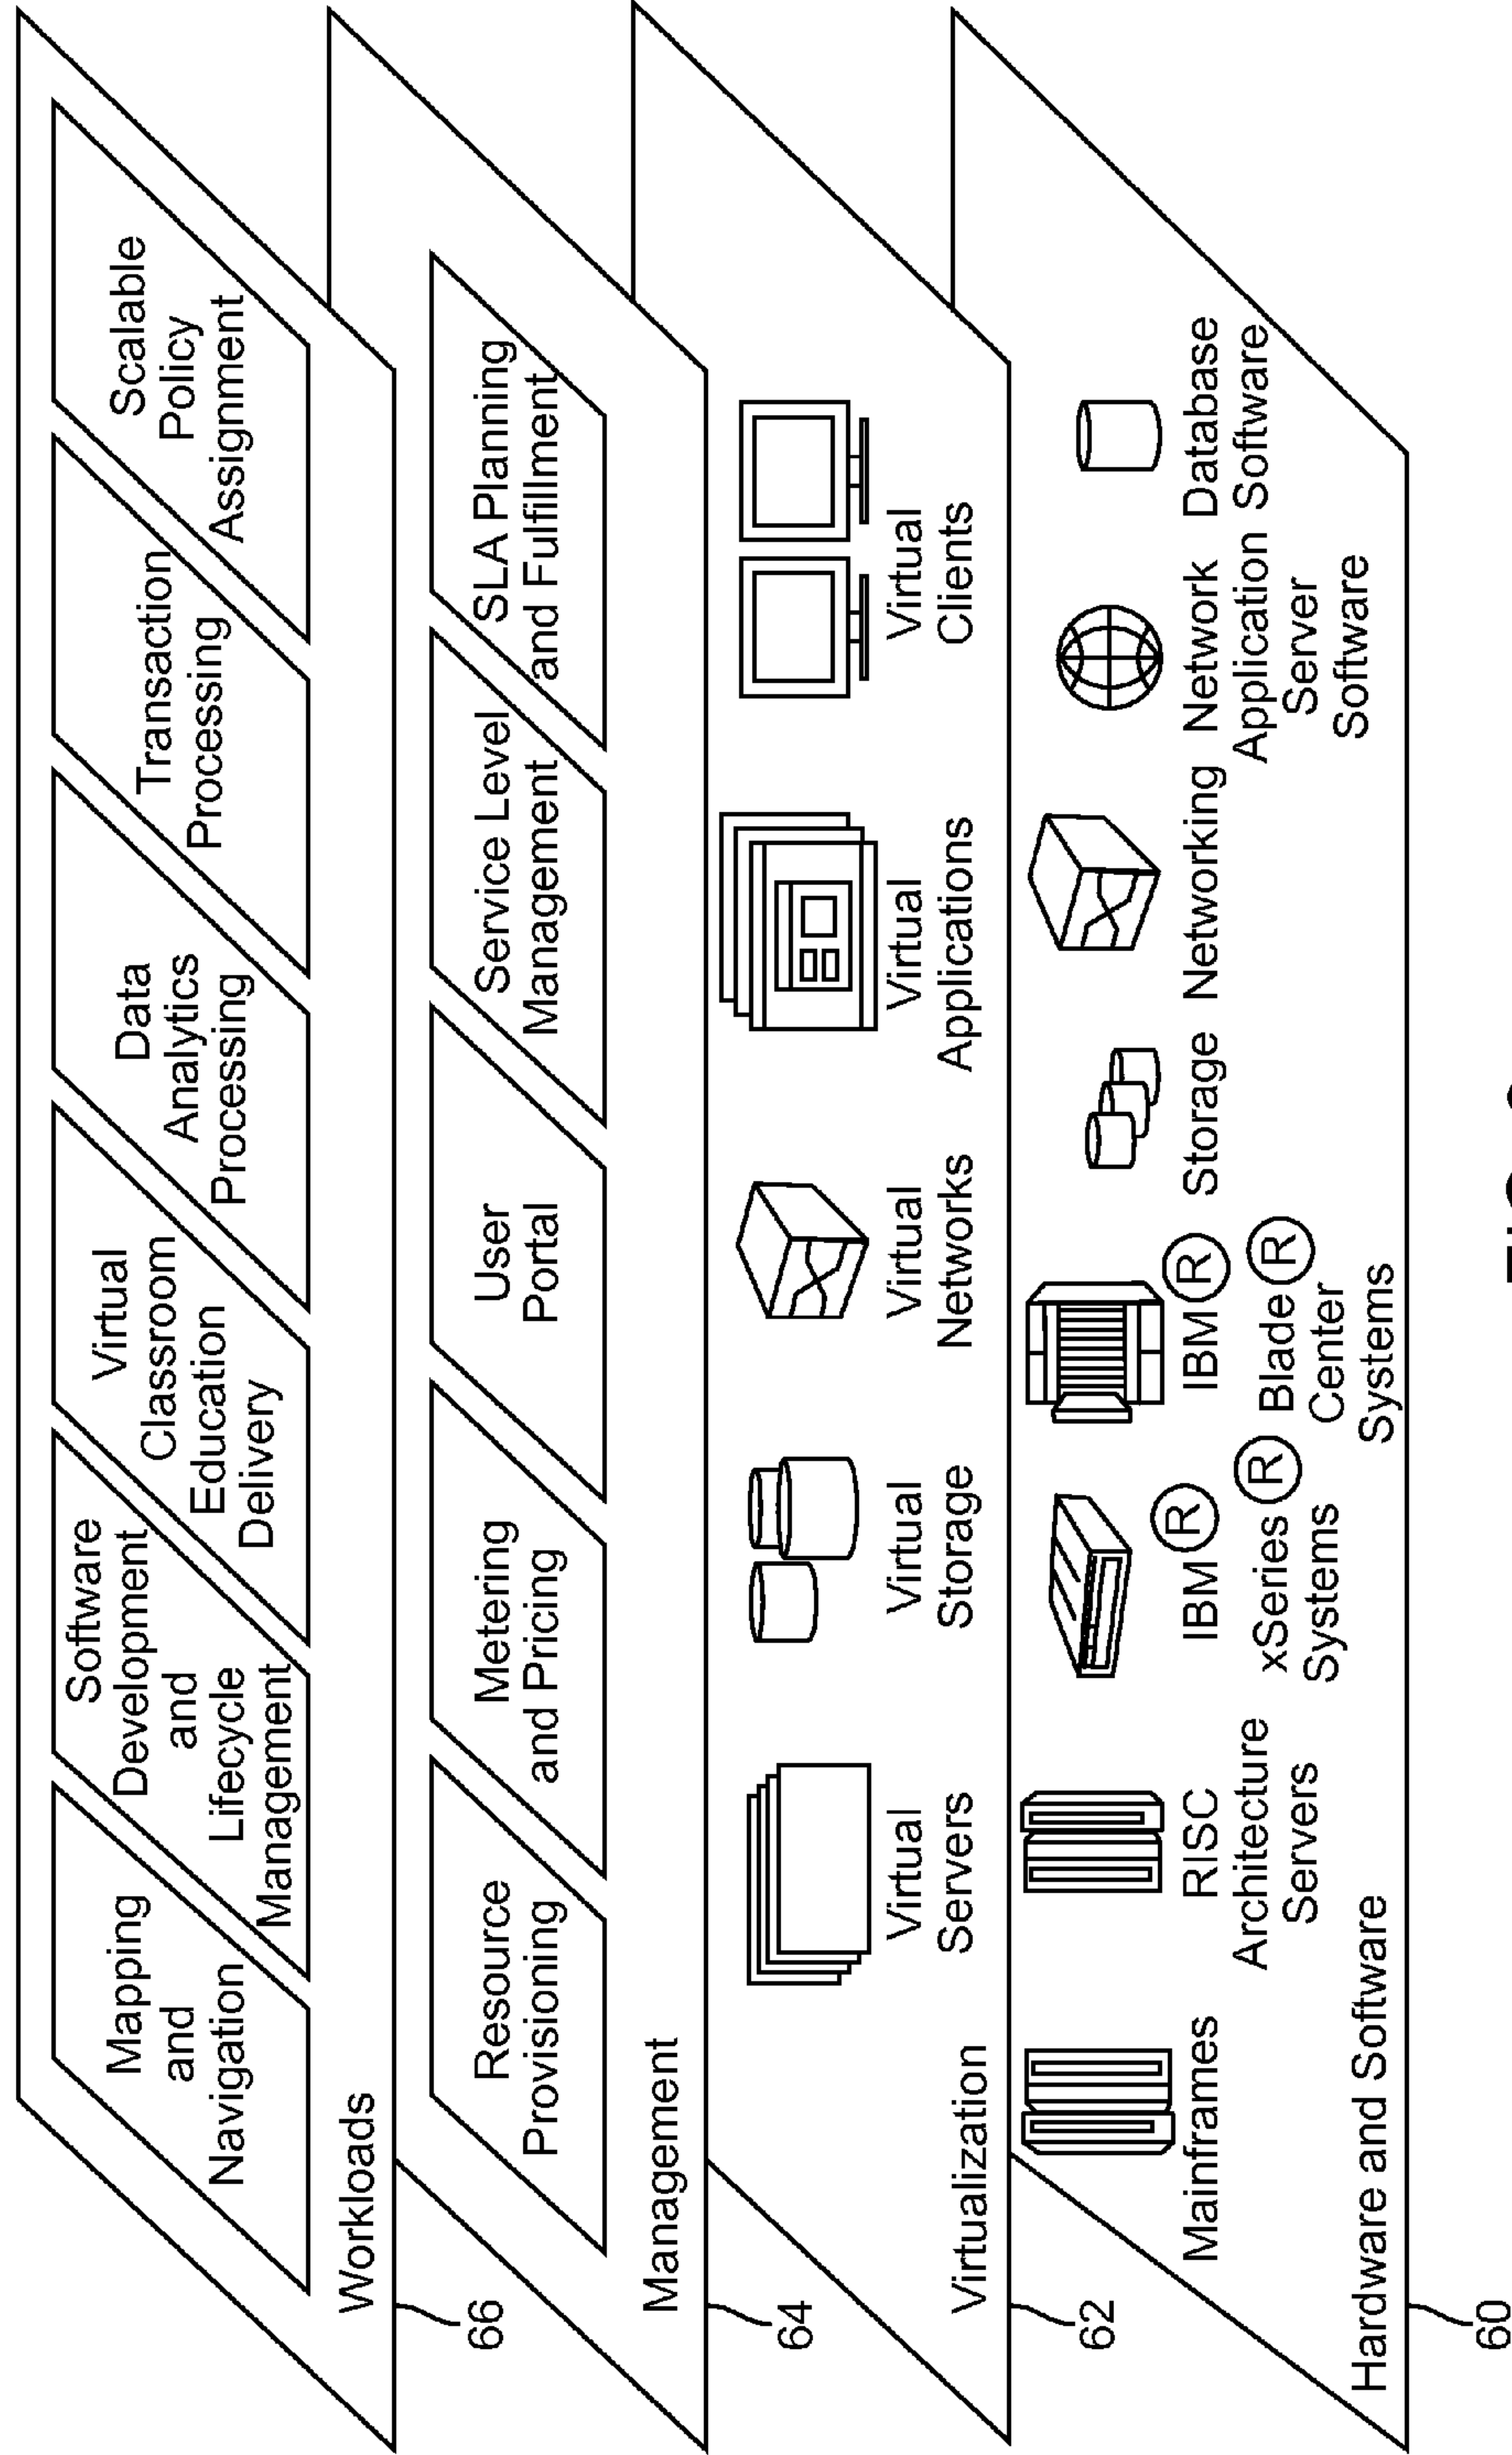 Mapping
and
Navigation
Software
Development
and
Lifecycle
Management
Virtual
Classroom
Education
Delivery
Data
Analytics
Processing
Transaction
Processing
Scalable
Policy
Assignment
Workloads
66
Resource
Provisioning
Metering
and Pricing
User
Portal
Service Level
Management
SLA Planning
and Fulfillment
Management
64
Virtual
Servers
Virtual
Storage
Virtual
Networks
Virtual
Applications
Virtual
Clients
Virtualization
62
Mainframes
RISC
Architecture
Servers
IBM ®
xSeries ®
Systems
IBM ®
Blade ®
Center
Systems
Storage
Networking
Network
Application
Server
Software
Database
Software
Hardware and Software
60